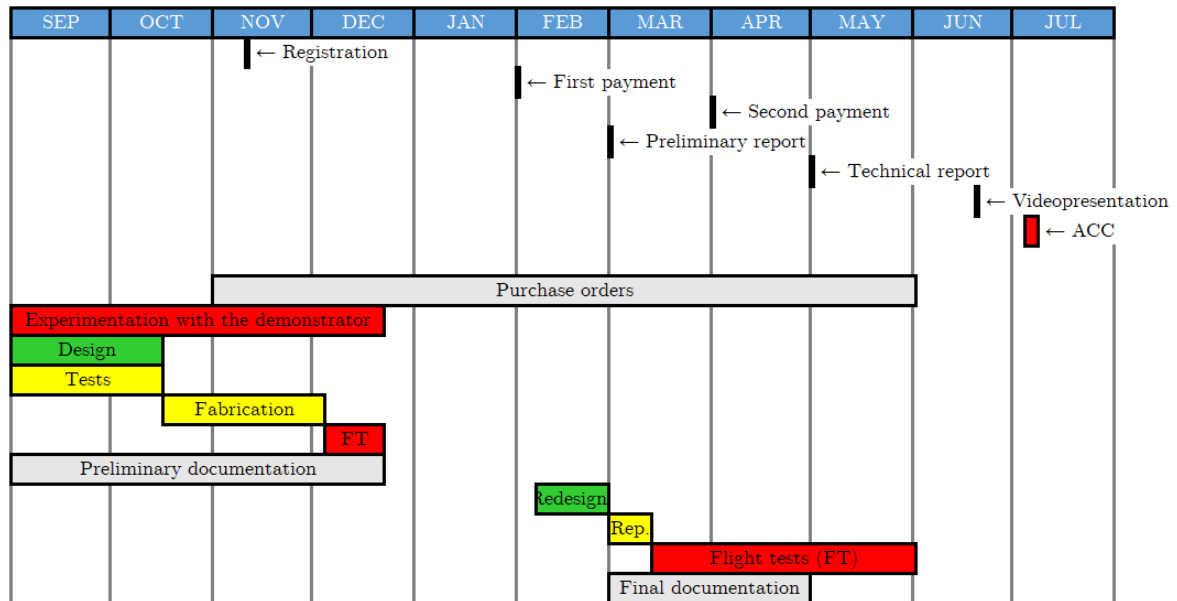 SEP OCT NOV DEC JAN FEB MAR APR MAY JUN JUL
← Registration
← First payment
← Second payment
← Preliminary report
← Technical report
← Videopresentation
← ACC
Purchase orders
Experimentation with the demonstrator
Design
Tests
Fabrication
FT
Preliminary documentation
Redesign
Rep.
Flight tests (FT)
Final documentation